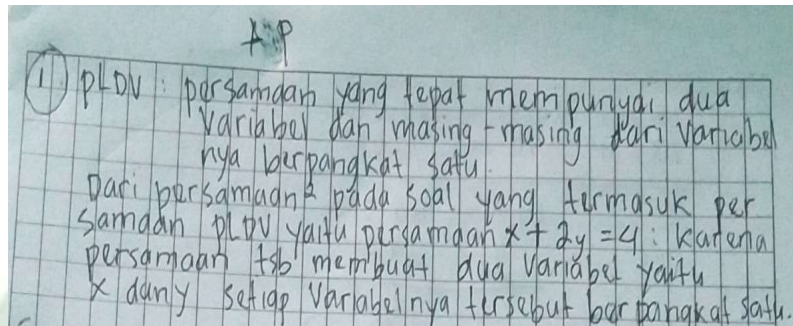 AP
① PLDV : persamaan yang tepat mempunyai dua
variabel dan masing-masing dari variabel
nya berpangkat satu.
Dari persamaan² pada soal yang termasuk per
samaan PLDV yaitu persamaan x + 2y = 4 : Karena
persamaan tsb membuat dua variabel yaitu
x dan y setiap variabelnya tersebut berpangkat satu.